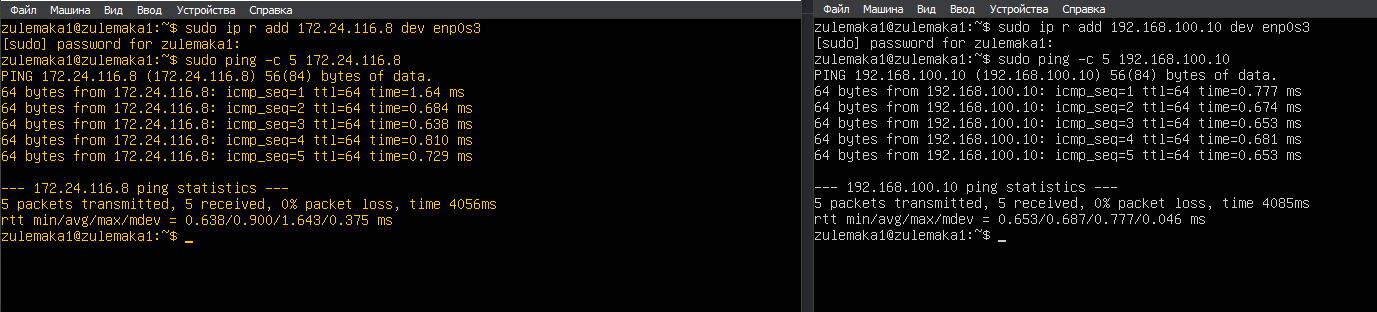 Файл Машина Вид Ввод Устройства Справка
zulemaka1@zulemaka1:~$ sudo ip r add 172.24.116.8 dev enp0s3
[sudo] password for zulemaka1:
zulemaka1@zulemaka1:~$ sudo ping -c 5 172.24.116.8
PING 172.24.116.8 (172.24.116.8) 56(84) bytes of data.
64 bytes from 172.24.116.8: icmp_seq=1 ttl=64 time=1.64 ms
64 bytes from 172.24.116.8: icmp_seq=2 ttl=64 time=0.684 ms
64 bytes from 172.24.116.8: icmp_seq=3 ttl=64 time=0.638 ms
64 bytes from 172.24.116.8: icmp_seq=4 ttl=64 time=0.810 ms
64 bytes from 172.24.116.8: icmp_seq=5 ttl=64 time=0.729 ms
--- 172.24.116.8 ping statistics ---
5 packets transmitted, 5 received, 0% packet loss, time 4056ms
rtt min/avg/max/mdev = 0.638/0.900/1.643/0.375 ms
zulemaka1@zulemaka1:~$ _
Файл Машина Вид Ввод Устройства Справка
zulemaka1@zulemaka1:~$ sudo ip r add 192.168.100.10 dev enp0s3
[sudo] password for zulemaka1:
zulemaka1@zulemaka1:~$ sudo ping -c 5 192.168.100.10
PING 192.168.100.10 (192.168.100.10) 56(84) bytes of data.
64 bytes from 192.168.100.10: icmp_seq=1 ttl=64 time=0.777 ms
64 bytes from 192.168.100.10: icmp_seq=2 ttl=64 time=0.674 ms
64 bytes from 192.168.100.10: icmp_seq=3 ttl=64 time=0.653 ms
64 bytes from 192.168.100.10: icmp_seq=4 ttl=64 time=0.681 ms
64 bytes from 192.168.100.10: icmp_seq=5 ttl=64 time=0.653 ms
--- 192.168.100.10 ping statistics ---
5 packets transmitted, 5 received, 0% packet loss, time 4085ms
rtt min/avg/max/mdev = 0.653/0.687/0.777/0.046 ms
zulemaka1@zulemaka1:~$ _